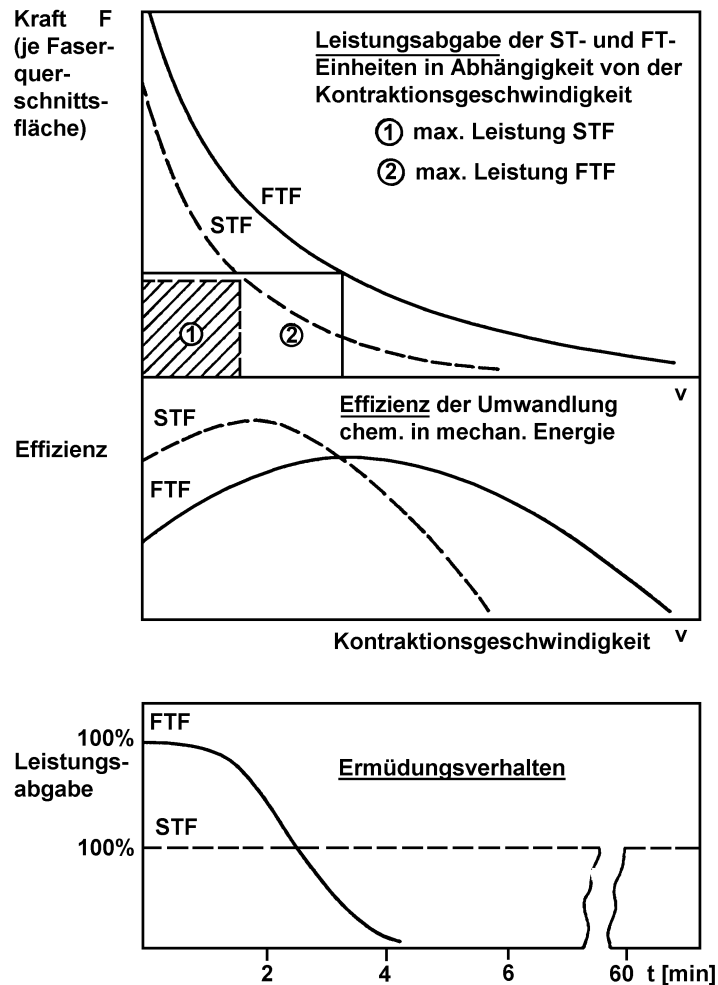 Kraft F
(je Faser-
quer-
schnitts-
fläche)
Leistungsabgabe der ST- und FT-
Einheiten in Abhängigkeit von der
Kontraktionsgeschwindigkeit
1 max. Leistung STF
2 max. Leistung FTF
FTF
STF
1
2
v
Effizienz der Umwandlung
chem. in mechan. Energie
STF
Effizienz
FTF
Kontraktionsgeschwindigkeit v
FTF
100%
Leistungs-
abgabe
Ermüdungsverhalten
STF
100%
2 4 6 60 t [min]